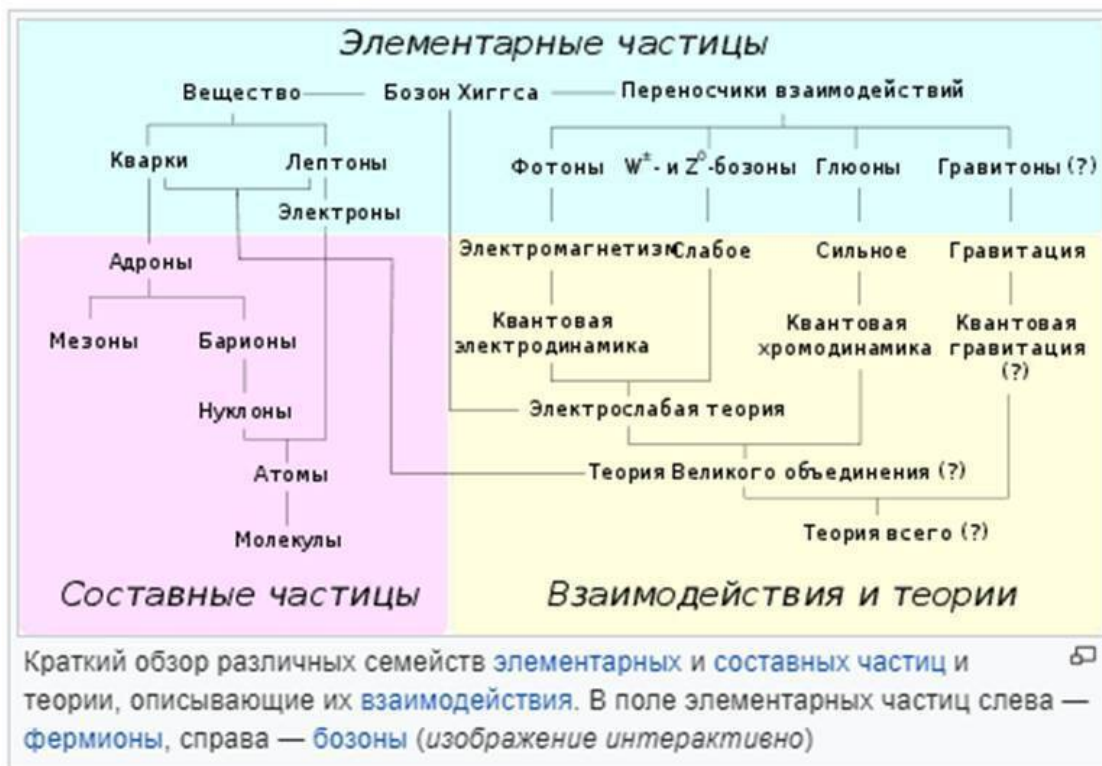 Элементарные частицы
Вещество Бозон Хиггса Переносчики взаимодействий
Кварки Лептоны Фотоны W±- и Z0-бозоны Глюоны Гравитоны (?)
Электроны
Адроны Электромагнетизм Слабое Сильное Гравитация
Мезоны Барионы
Квантовая Квантовая Квантовая
электродинамика хромодинамика гравитация
(?)
Нуклоны Электрослабая теория
Атомы Теория Великого объединения (?)
Молекулы Теория всего (?)
Составные частицы Взаимодействия и теории
Краткий обзор различных семейств элементарных и составных частиц и
теории, описывающие их взаимодействия. В поле элементарных частиц слева —
фермионы, справа — бозоны (изображение интерактивно)